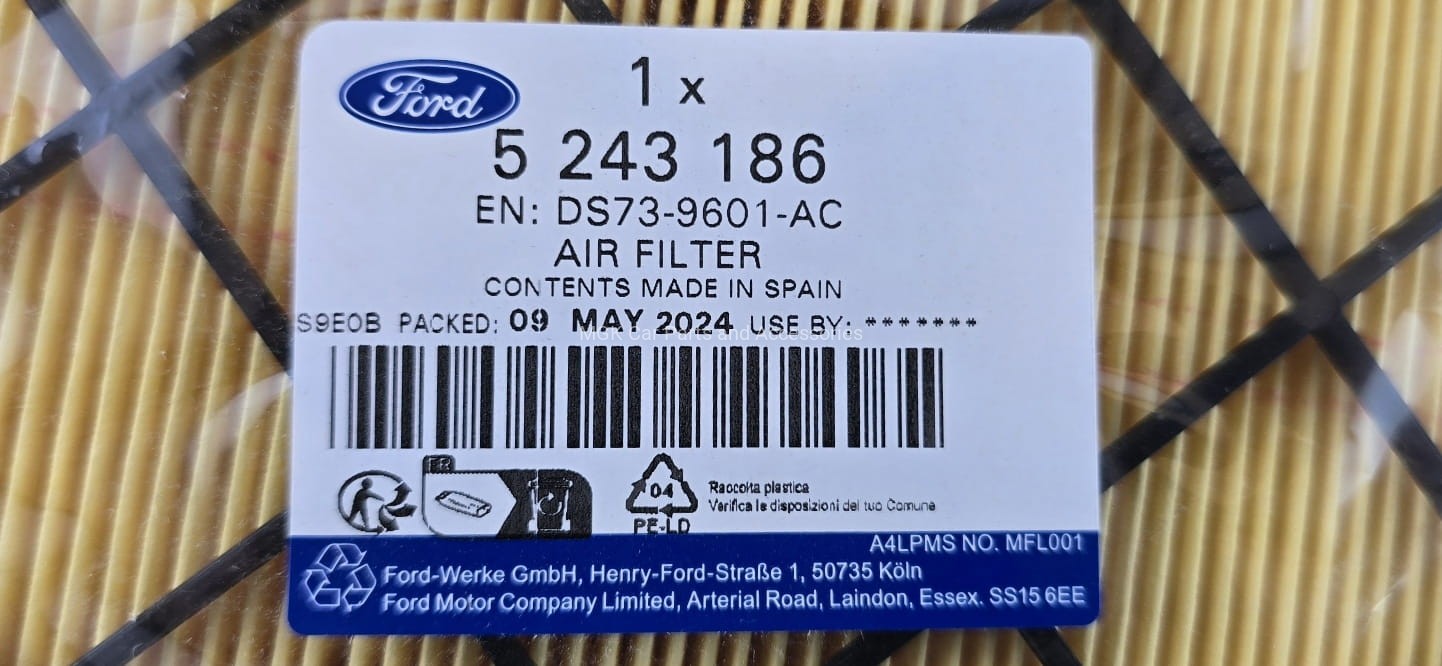 Ford
1 x
5 243 186
EN: DS73-9601-AC
AIR FILTER
CONTENTS MADE IN SPAIN
S9E0B PACKED: 09 MAY 2024 USE BY: *******
MGK Car Parts and Accessories
FR
04
PE-LD
Raccolta plastica
Verifica le disposizioni del tuo Comune
A4LPMS NO. MFL001
Ford-Werke GmbH, Henry-Ford-Straße 1, 50735 Köln
Ford Motor Company Limited, Arterial Road, Laindon, Essex. SS15 6EE